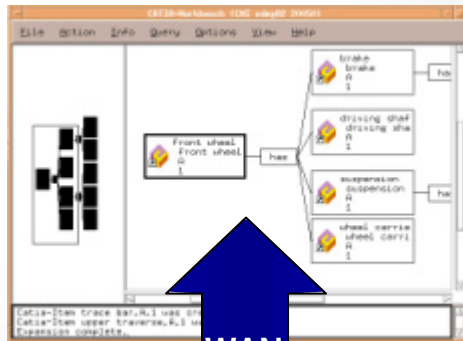 CATIA-Workbench
File Action Info Query Options View Help
brake
brake
A
1
has
driving shaf
driving sha
A
1
front wheel
front wheel
A
1
has
suspension
suspension
A
1
has
wheel carrie
wheel carri
A
1
Catia-Item trace bar,A,1 was
Catia-Item upper traverse,A,1
Expansion complete.
WAN